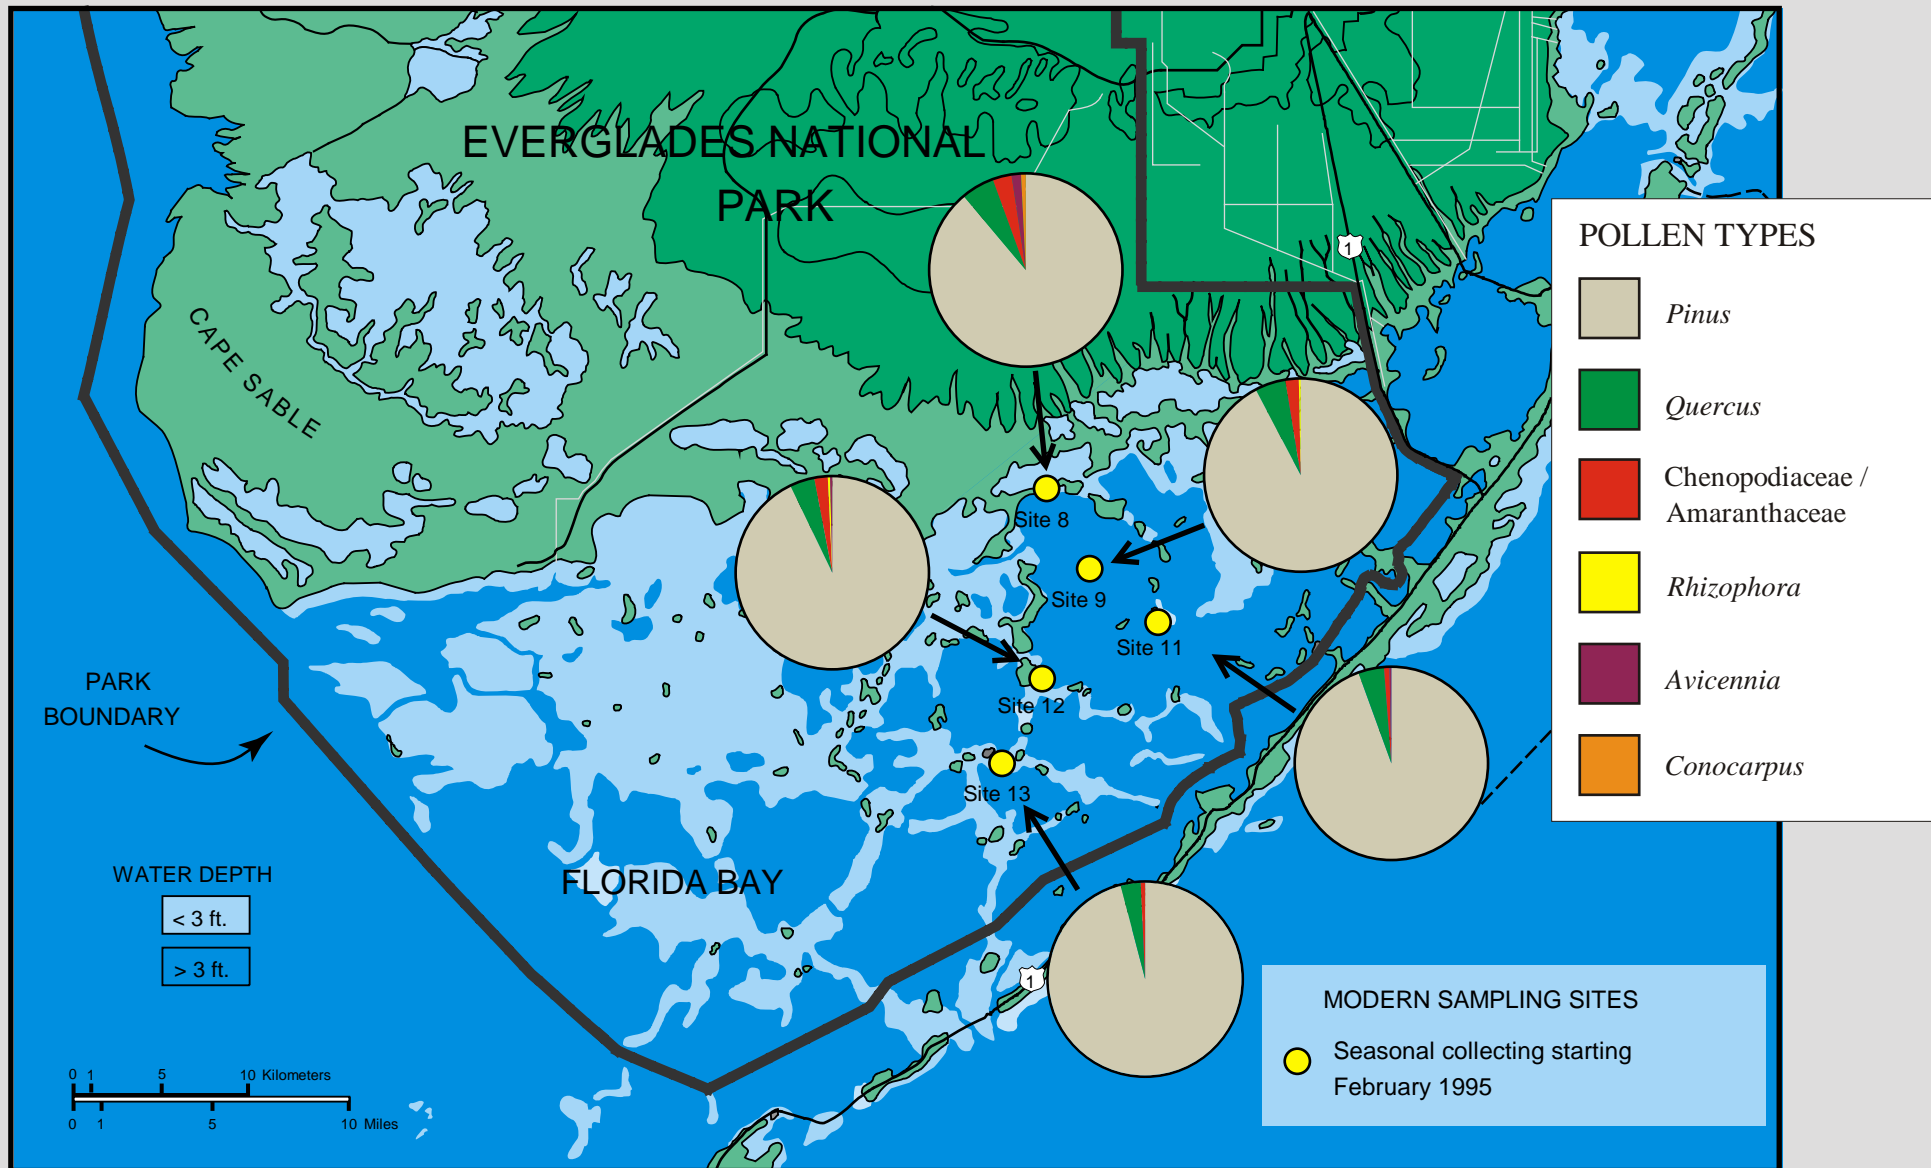 EVERGLADES NATIONAL
PARK
1
POLLEN TYPES
Pinus
Quercus
Chenopodiaceae /
Amaranthaceae
Rhizophora
Avicennia
Conocarpus
CAPE SABLE
Site 8
Site 9
Site 11
Site 12
Site 13
PARK
BOUNDARY
FLORIDA BAY
WATER DEPTH
< 3 ft.
> 3 ft.
1
MODERN SAMPLING SITES
Seasonal collecting starting
February 1995
0 1 5 10 Kilometers
0 1 5 10 Miles